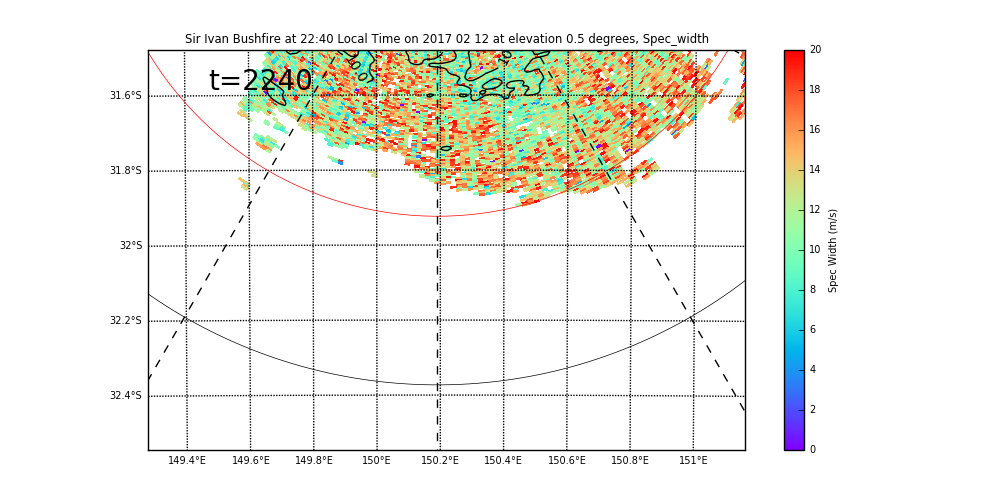 Sir Ivan Bushfire at 22:40 Local Time on 2017 02 12 at elevation 0.5 degrees, Spec_width
t=2240
31.6°S
31.8°S
32°S
32.2°S
32.4°S
149.4°E 149.6°E 149.8°E 150°E 150.2°E 150.4°E 150.6°E 150.8°E 151°E
20
18
16
14
12
10
8
6
4
2
0
Spec Width (m/s)